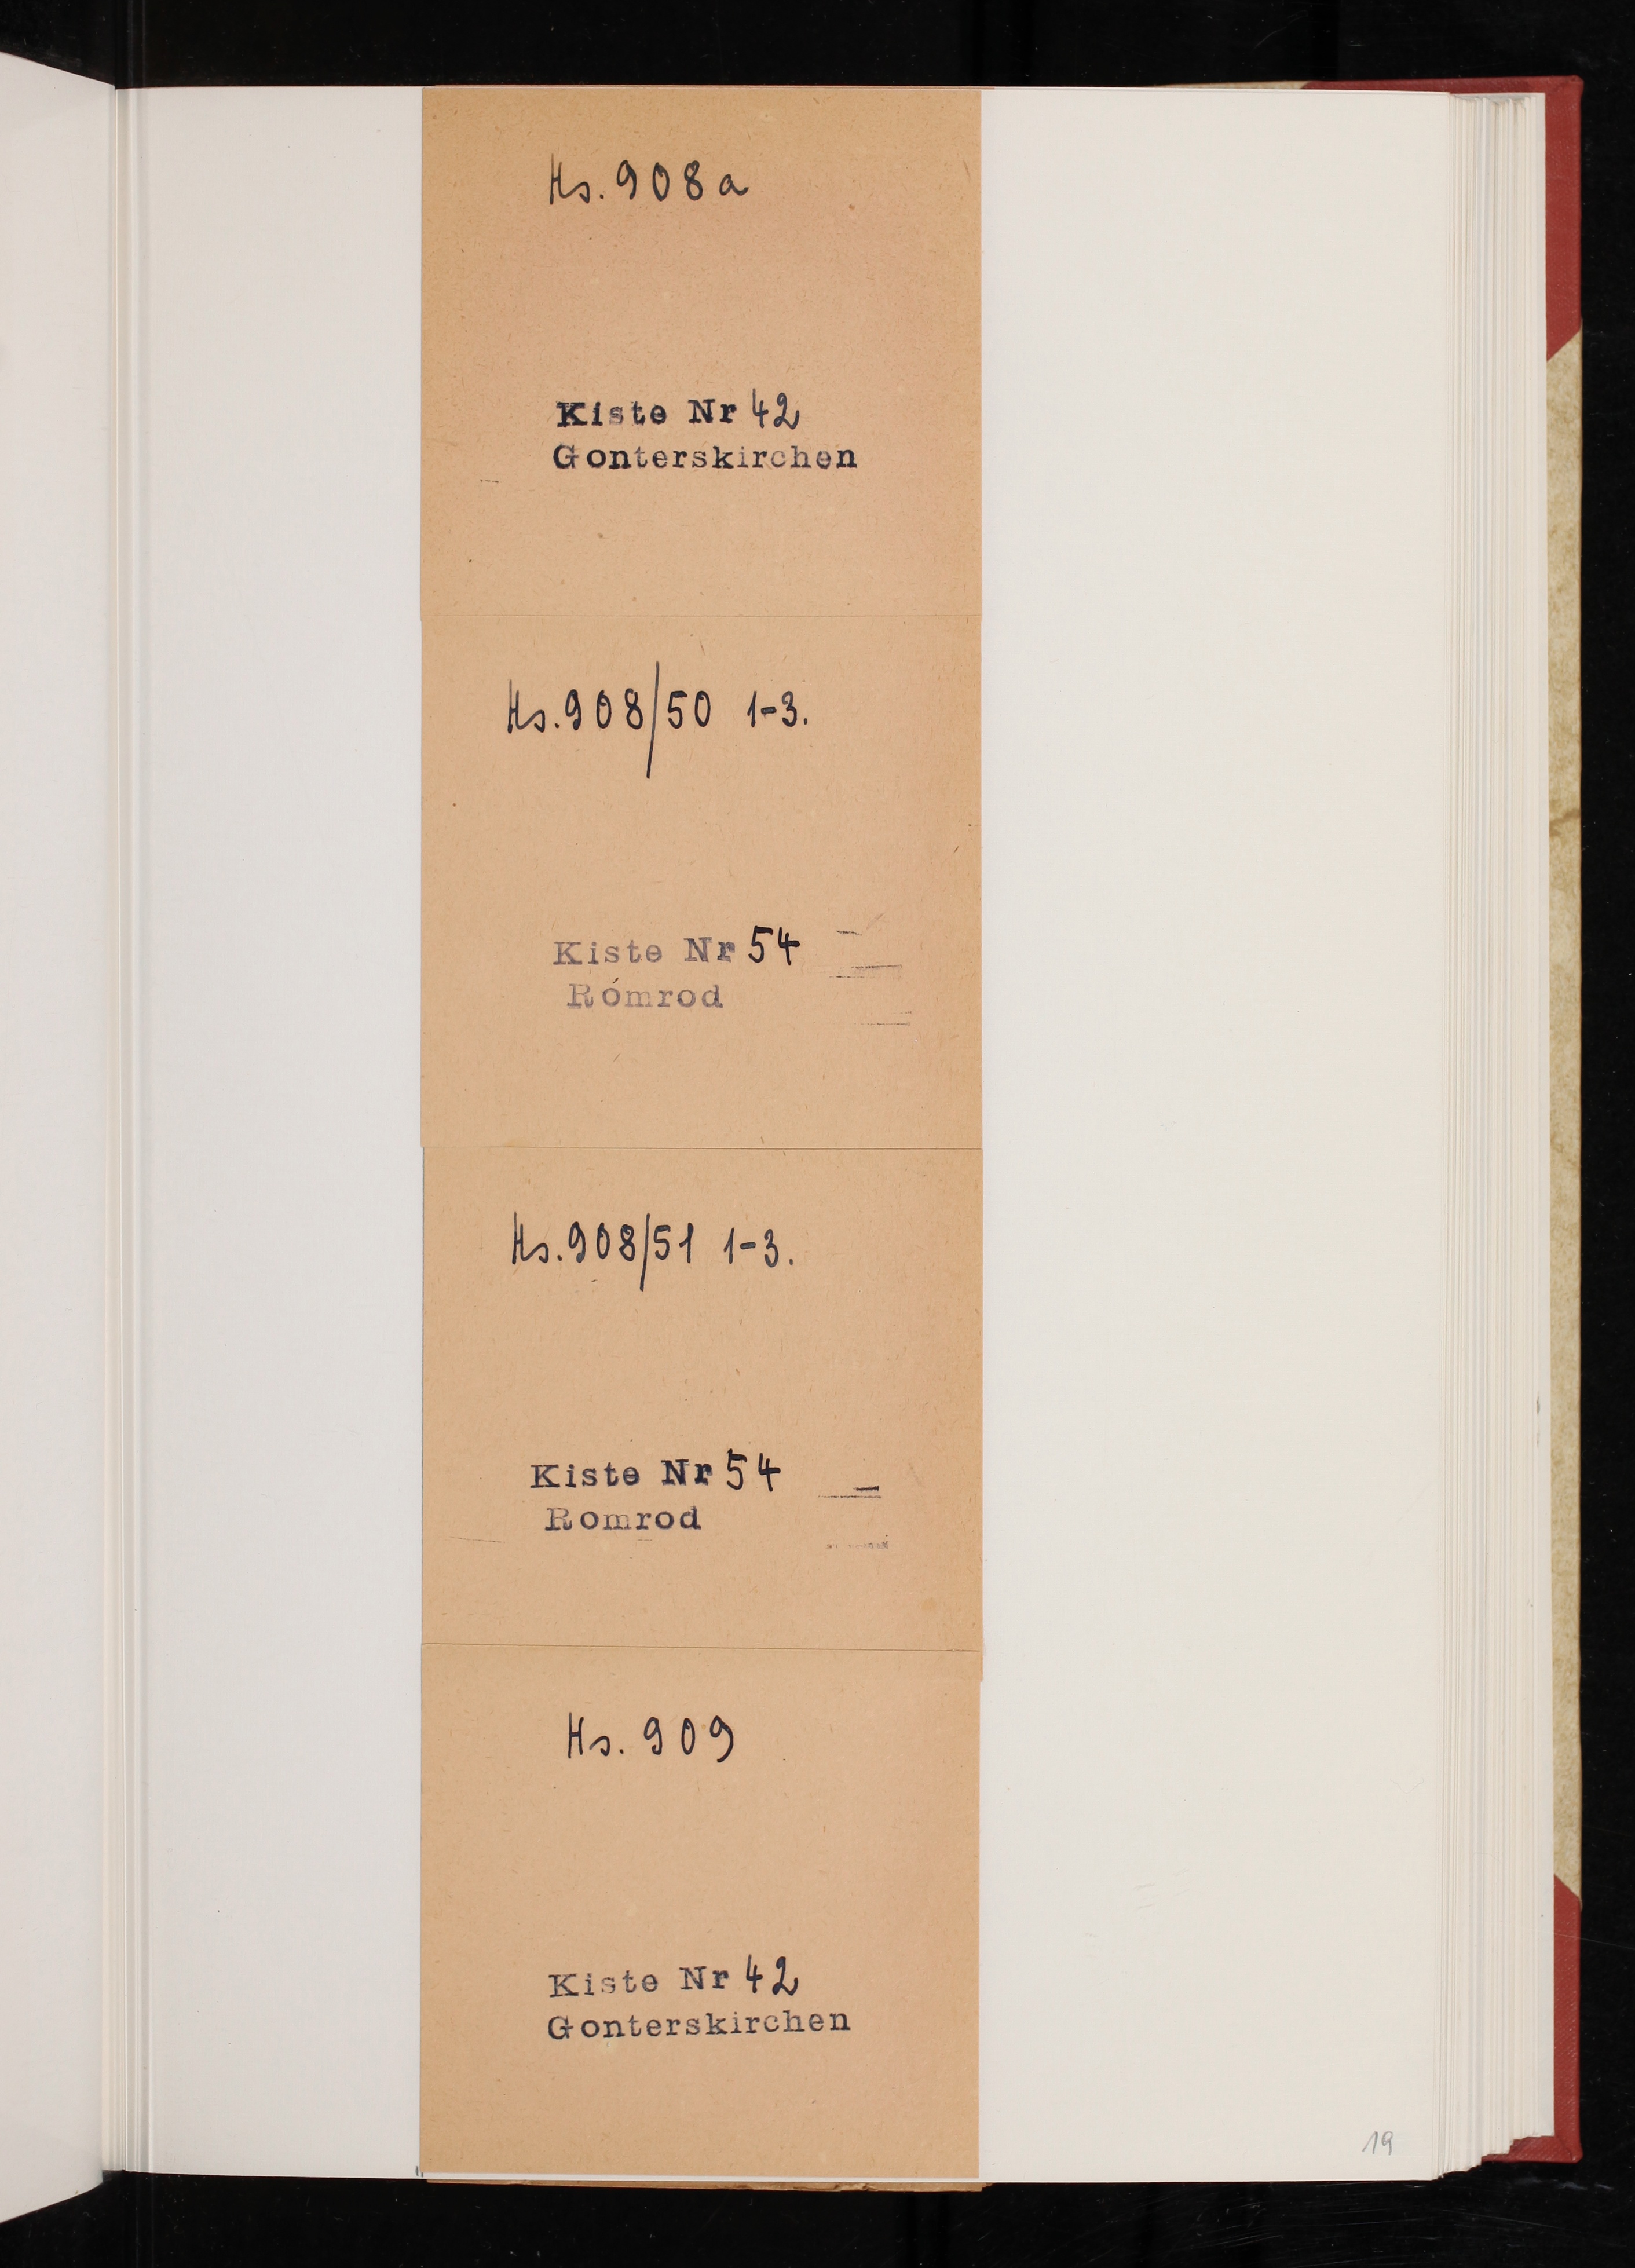 Hs. 908a
Kiste Nr 42
Gonterskirchen
Hs. 908/50 1-3.
Kiste Nr 54
Romrod
Hs. 908/51 1-3.
Kiste Nr 54
Romrod
Hs. 909
Kiste Nr 42
Gonterskirchen
19